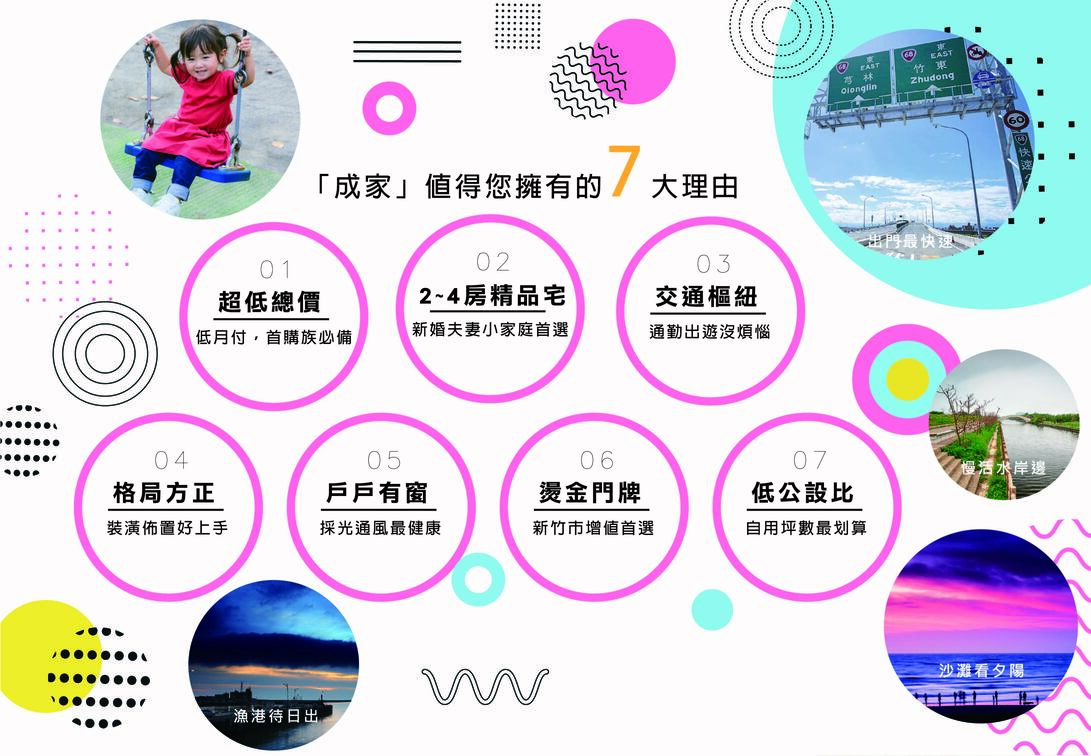 「成家」值得您擁有的7大理由
68
東
EAST
芎林
Qionglin
68
東
EAST
竹東
Zhudong
60
快速
出門最快速
01
超低總價
低月付，首購族必備
02
2~4房精品宅
新婚夫妻小家庭首選
03
交通樞紐
通勤出遊沒煩惱
慢活水岸邊
04
格局方正
裝潢佈置好上手
05
戶戶有窗
採光通風最健康
06
燙金門牌
新竹市增值首選
07
低公設比
自用坪數最划算
漁港待日出
沙灘看夕陽